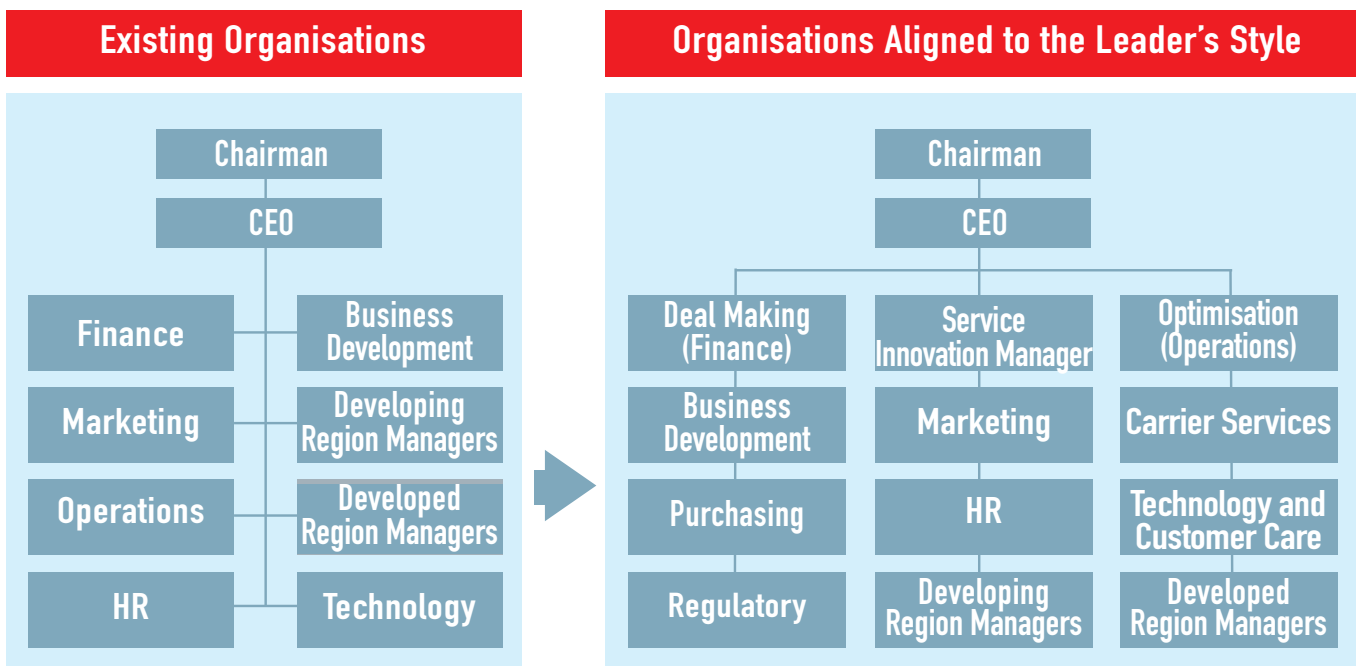 Existing Organisations
Chairman
CEO
Finance
Business
Development
Marketing
Developing
Region Managers
Operations
Developed
Region Managers
HR
Technology
Organisations Aligned to the Leader's Style
Chairman
CEO
Deal Making
(Finance)
Service
Innovation Manager
Optimisation
(Operations)
Business
Development
Marketing
Carrier Services
Purchasing
HR
Technology and
Customer Care
Regulatory
Developing
Region Managers
Developed
Region Managers